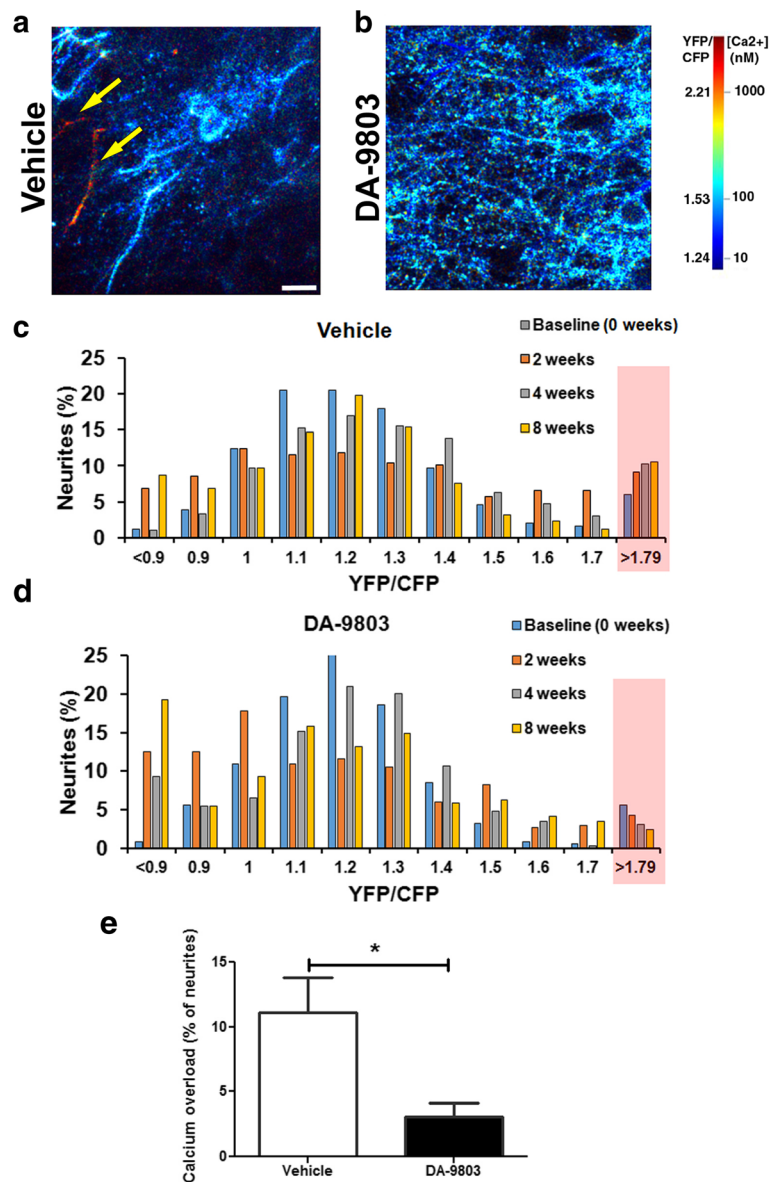 a
b
Vehicle
DA-9803
YFP/ [Ca2+]
CFP (nM)
2.21 1000
1.53 100
1.24 10
c
Vehicle
Baseline (0 weeks)
2 weeks
4 weeks
8 weeks
Neurites (%)
25
20
15
10
5
0
<0.9 0.9 1 1.1 1.2 1.3 1.4 1.5 1.6 1.7 >1.79
YFP/CFP
d
DA-9803
Baseline (0 weeks)
2 weeks
4 weeks
8 weeks
Neurites (%)
25
20
15
10
5
0
<0.9 0.9 1 1.1 1.2 1.3 1.4 1.5 1.6 1.7 >1.79
YFP/CFP
e
Calcium overload (% of neurites)
15
10
5
0
*
Vehicle DA-9803